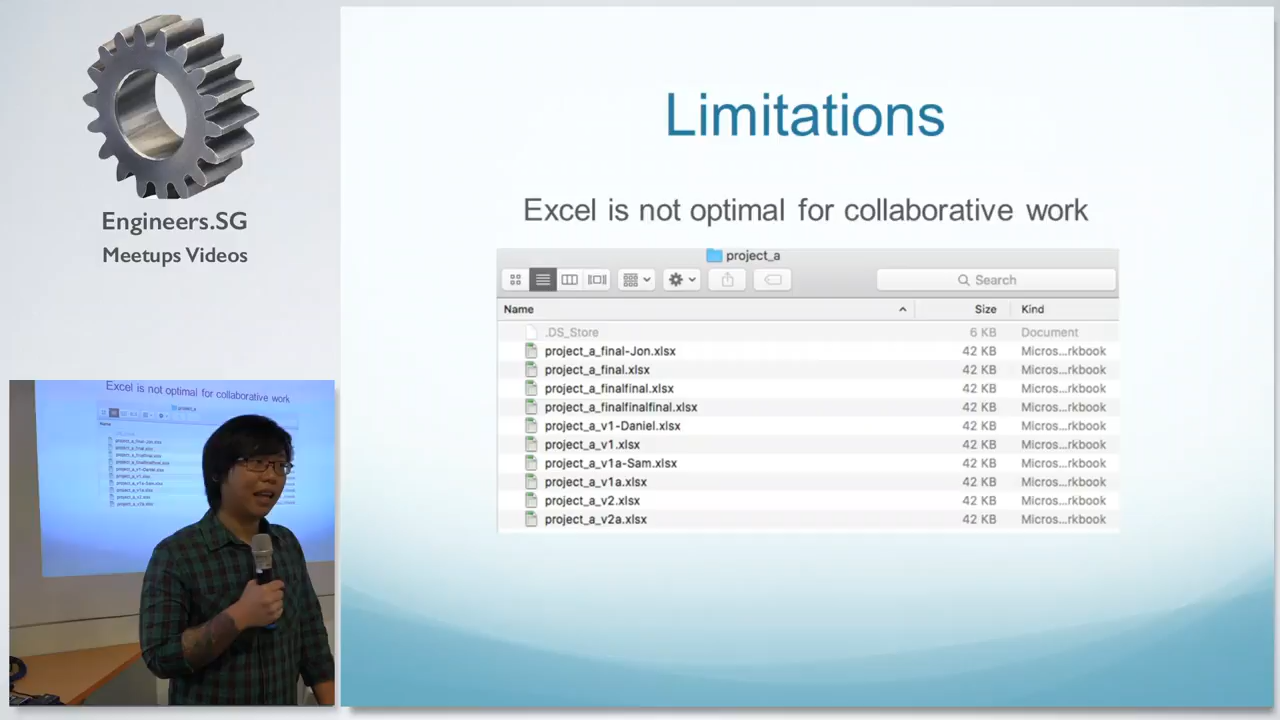 Engineers.SG
Meetups Videos
Limitations
Excel is not optimal for collaborative work
project_a
Search
Name Size Kind
.DS_Store 6 KB Document
project_a_final-Jon.xlsx 42 KB Micros...rkbook
project_a_final.xlsx 42 KB Micros...rkbook
project_a_finalfinal.xlsx 42 KB Micros...rkbook
project_a_finalfinalfinal.xlsx 42 KB Micros...rkbook
project_a_v1-Daniel.xlsx 42 KB Micros...rkbook
project_a_v1.xlsx 42 KB Micros...rkbook
project_a_v1a-Sam.xlsx 42 KB Micros...rkbook
project_a_v1a.xlsx 42 KB Micros...rkbook
project_a_v2.xlsx 42 KB Micros...rkbook
project_a_v2a.xlsx 42 KB Micros...rkbook
Excel is not optimal for collaborative work
project_a